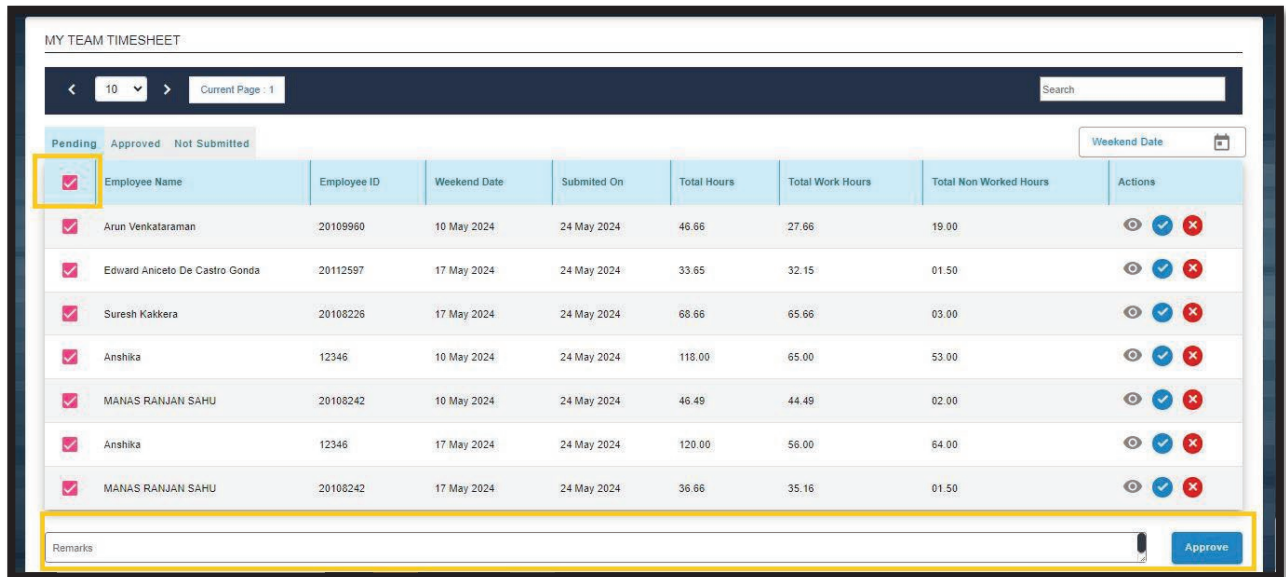 MY TEAM TIMESHEET
10 Current Page : 1 Search
Pending Approved Not Submitted Weekend Date
Employee Name Employee ID Weekend Date Submited On Total Hours Total Work Hours Total Non Worked Hours Actions
Arun Venkataraman 20109960 10 May 2024 24 May 2024 46.66 27.66 19.00
Edward Aniceto De Castro Gonda 20112597 17 May 2024 24 May 2024 33.65 32.15 01.50
Suresh Kakkera 20108226 17 May 2024 24 May 2024 68.66 65.66 03.00
Anshika 12346 10 May 2024 24 May 2024 118.00 65.00 53.00
MANAS RANJAN SAHU 20108242 10 May 2024 24 May 2024 46.49 44.49 02.00
Anshika 12346 17 May 2024 24 May 2024 120.00 56.00 64.00
MANAS RANJAN SAHU 20108242 17 May 2024 24 May 2024 36.66 35.16 01.50
Remarks Approve